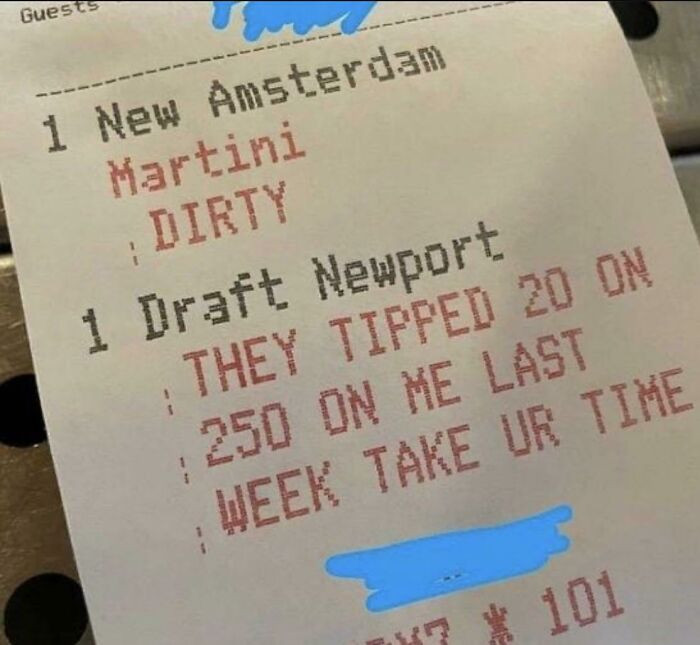 Guests
1 New Amsterdam
Martini
; DIRTY
1 Draft Newport
; THEY TIPPED 20 ON
; 250 ON ME LAST
; WEEK TAKE UR TIME
* 101